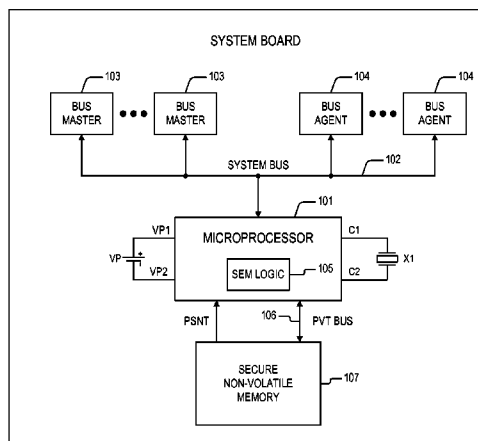 SYSTEM BOARD
103
103
104
104
BUS
MASTER
BUS
MASTER
BUS
AGENT
BUS
AGENT
SYSTEM BUS
102
101
VP1
MICROPROCESSOR
C1
VP
SEM LOGIC
105
X1
VP2
C2
PSNT
106
PVT BUS
SECURE
NON-VOLATILE
MEMORY
107